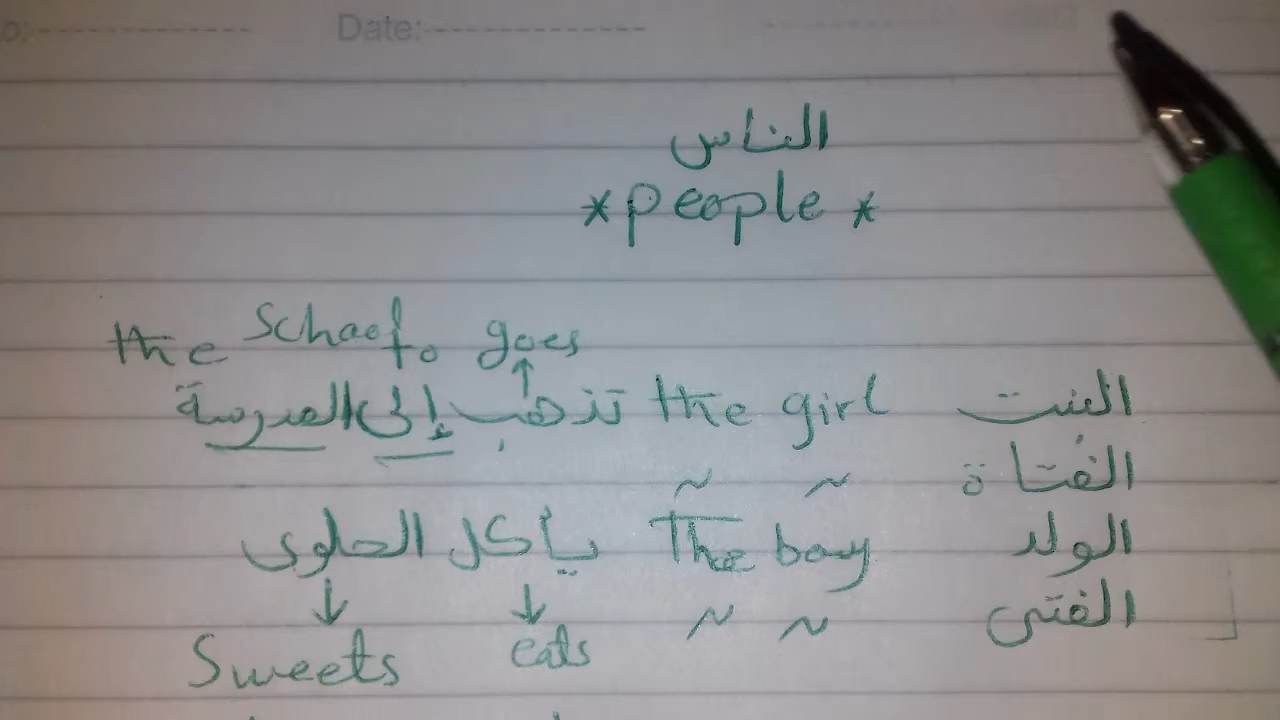 Date:
الناس
*people*
the School to goes
البنت the girl تذهب إلى المدرسة
الفتاة ~ ~
الولد The boy يأكل الحلوى
الفتى ~ ~
Sweets eats